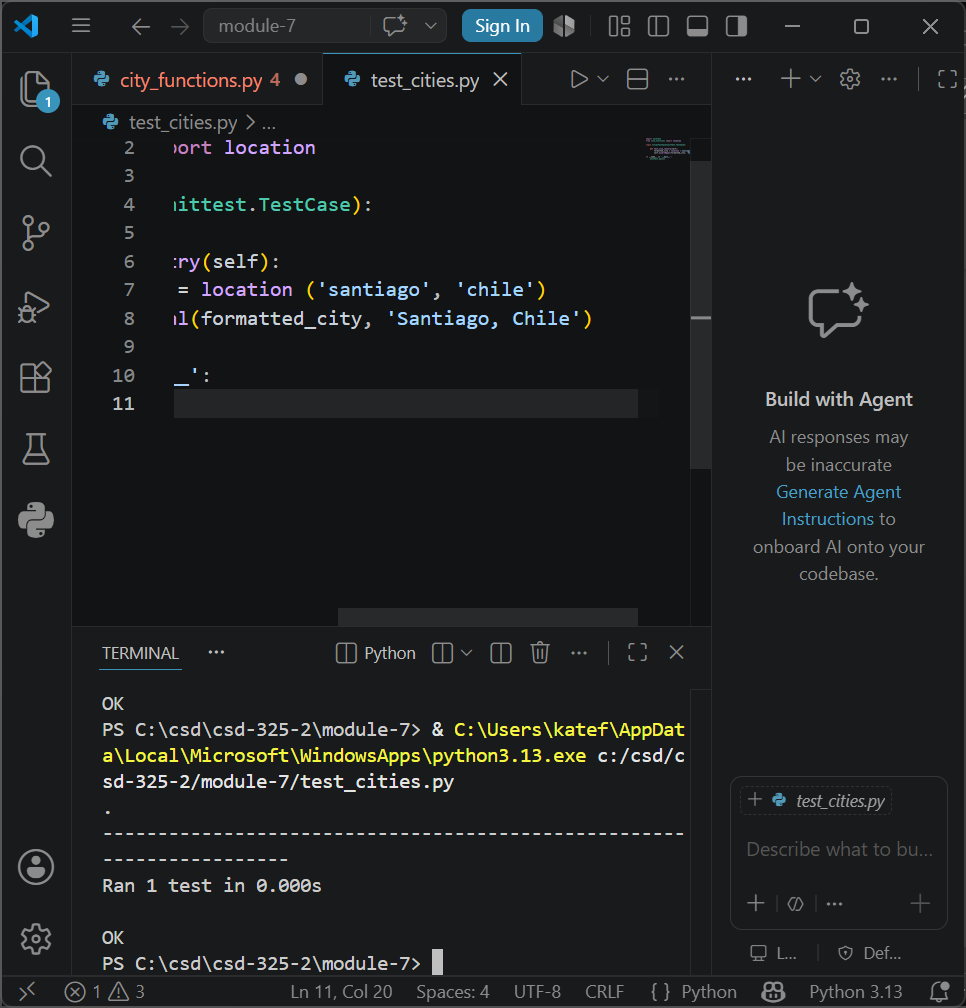 module-7
Sign In
city_functions.py 4
test_cities.py
test_cities.py > ...
2 port location
3
4 nittest.TestCase):
5
6 try(self):
7 = location ('santiago', 'chile')
8 al(formatted_city, 'Santiago, Chile')
9
10 __':
11
1
Build with Agent
AI responses may
be inaccurate
Generate Agent
Instructions to
onboard AI onto your
codebase.
TERMINAL
Python
OK
PS C:\csd\csd-325-2\module-7> & C:\Users\katef\AppDat
a\Local\Microsoft\WindowsApps\python3.13.exe c:/csd/c
sd-325-2/module-7/test_cities.py
.
-----------------------------------------------------
-----------------
Ran 1 test in 0.000s
OK
PS C:\csd\csd-325-2\module-7>
test_cities.py
Describe what to bu...
L...
Def...
1 3
Ln 11, Col 20
Spaces: 4
UTF-8
CRLF
{ } Python
Python 3.13